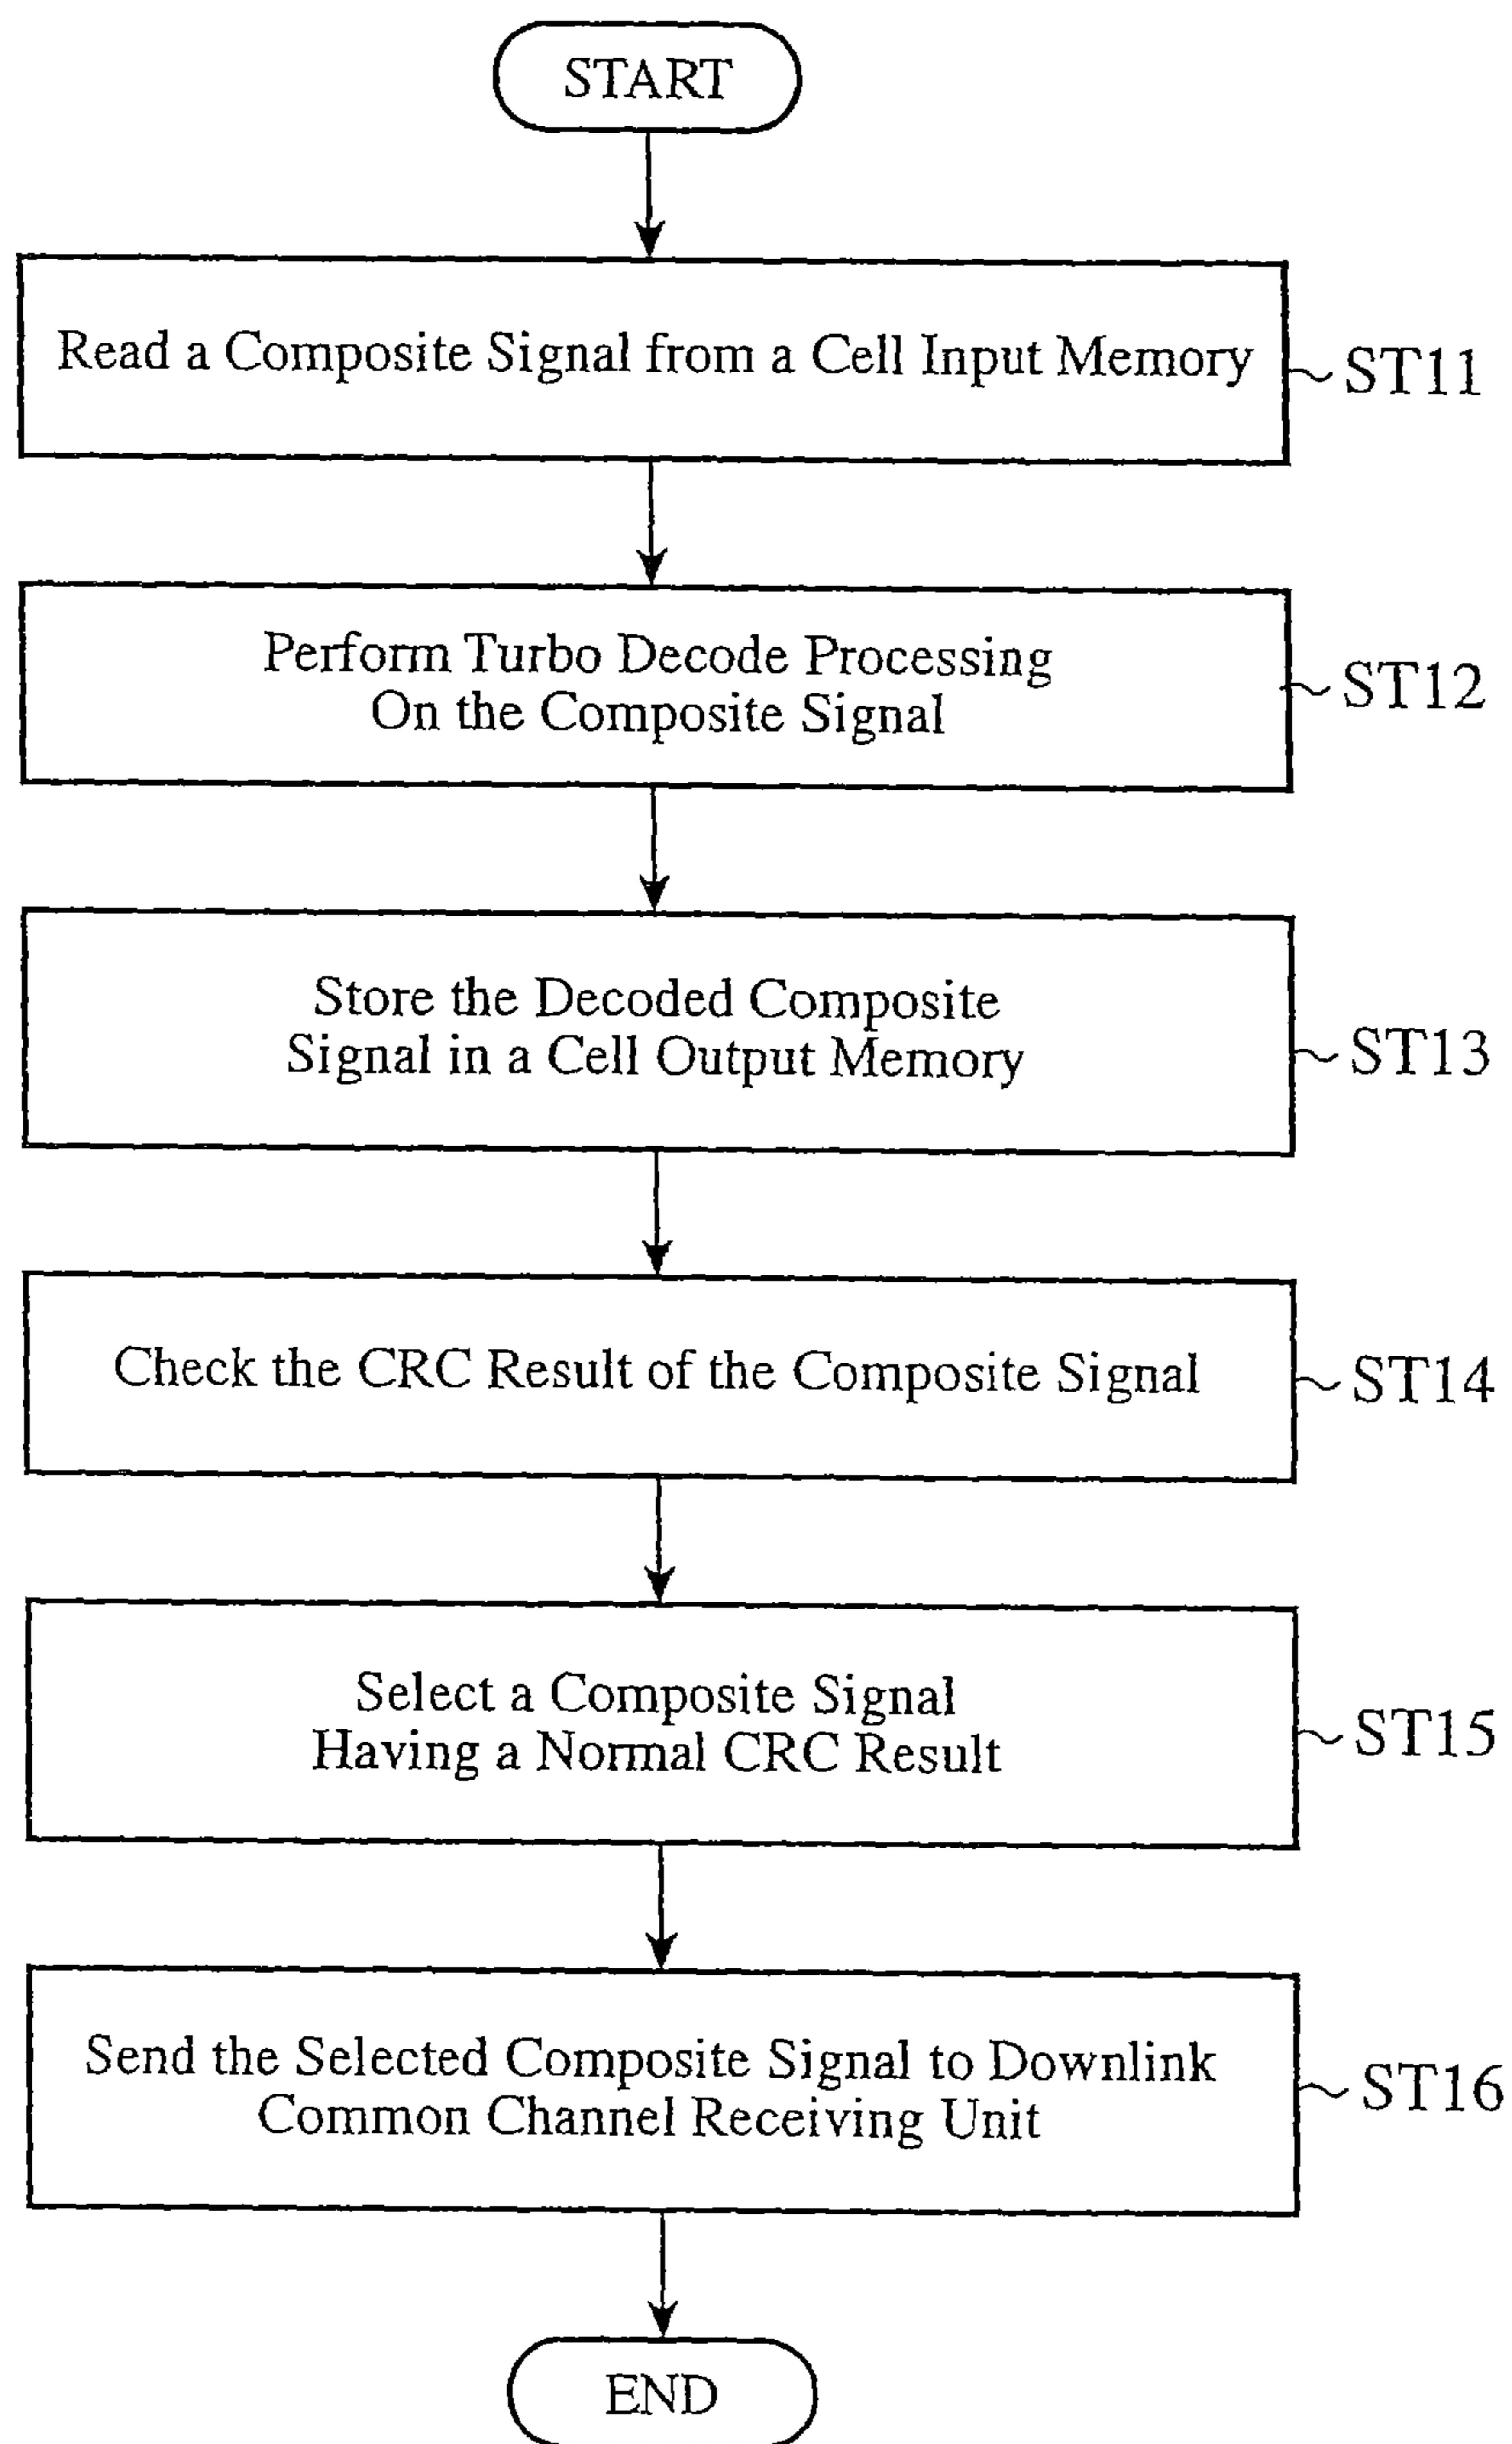 START
Read a Composite Signal from a Cell Input Memory
ST11
Perform Turbo Decode Processing
On the Composite Signal
ST12
Store the Decoded Composite
Signal in a Cell Output Memory
ST13
Check the CRC Result of the Composite Signal
ST14
Select a Composite Signal
Having a Normal CRC Result
ST15
Send the Selected Composite Signal to Downlink
Common Channel Receiving Unit
ST16
END